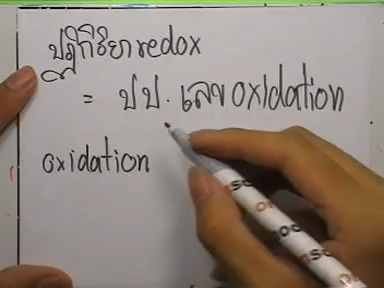 ปฏิกิริยา redox
= ปป. เลข oxidation
oxidation